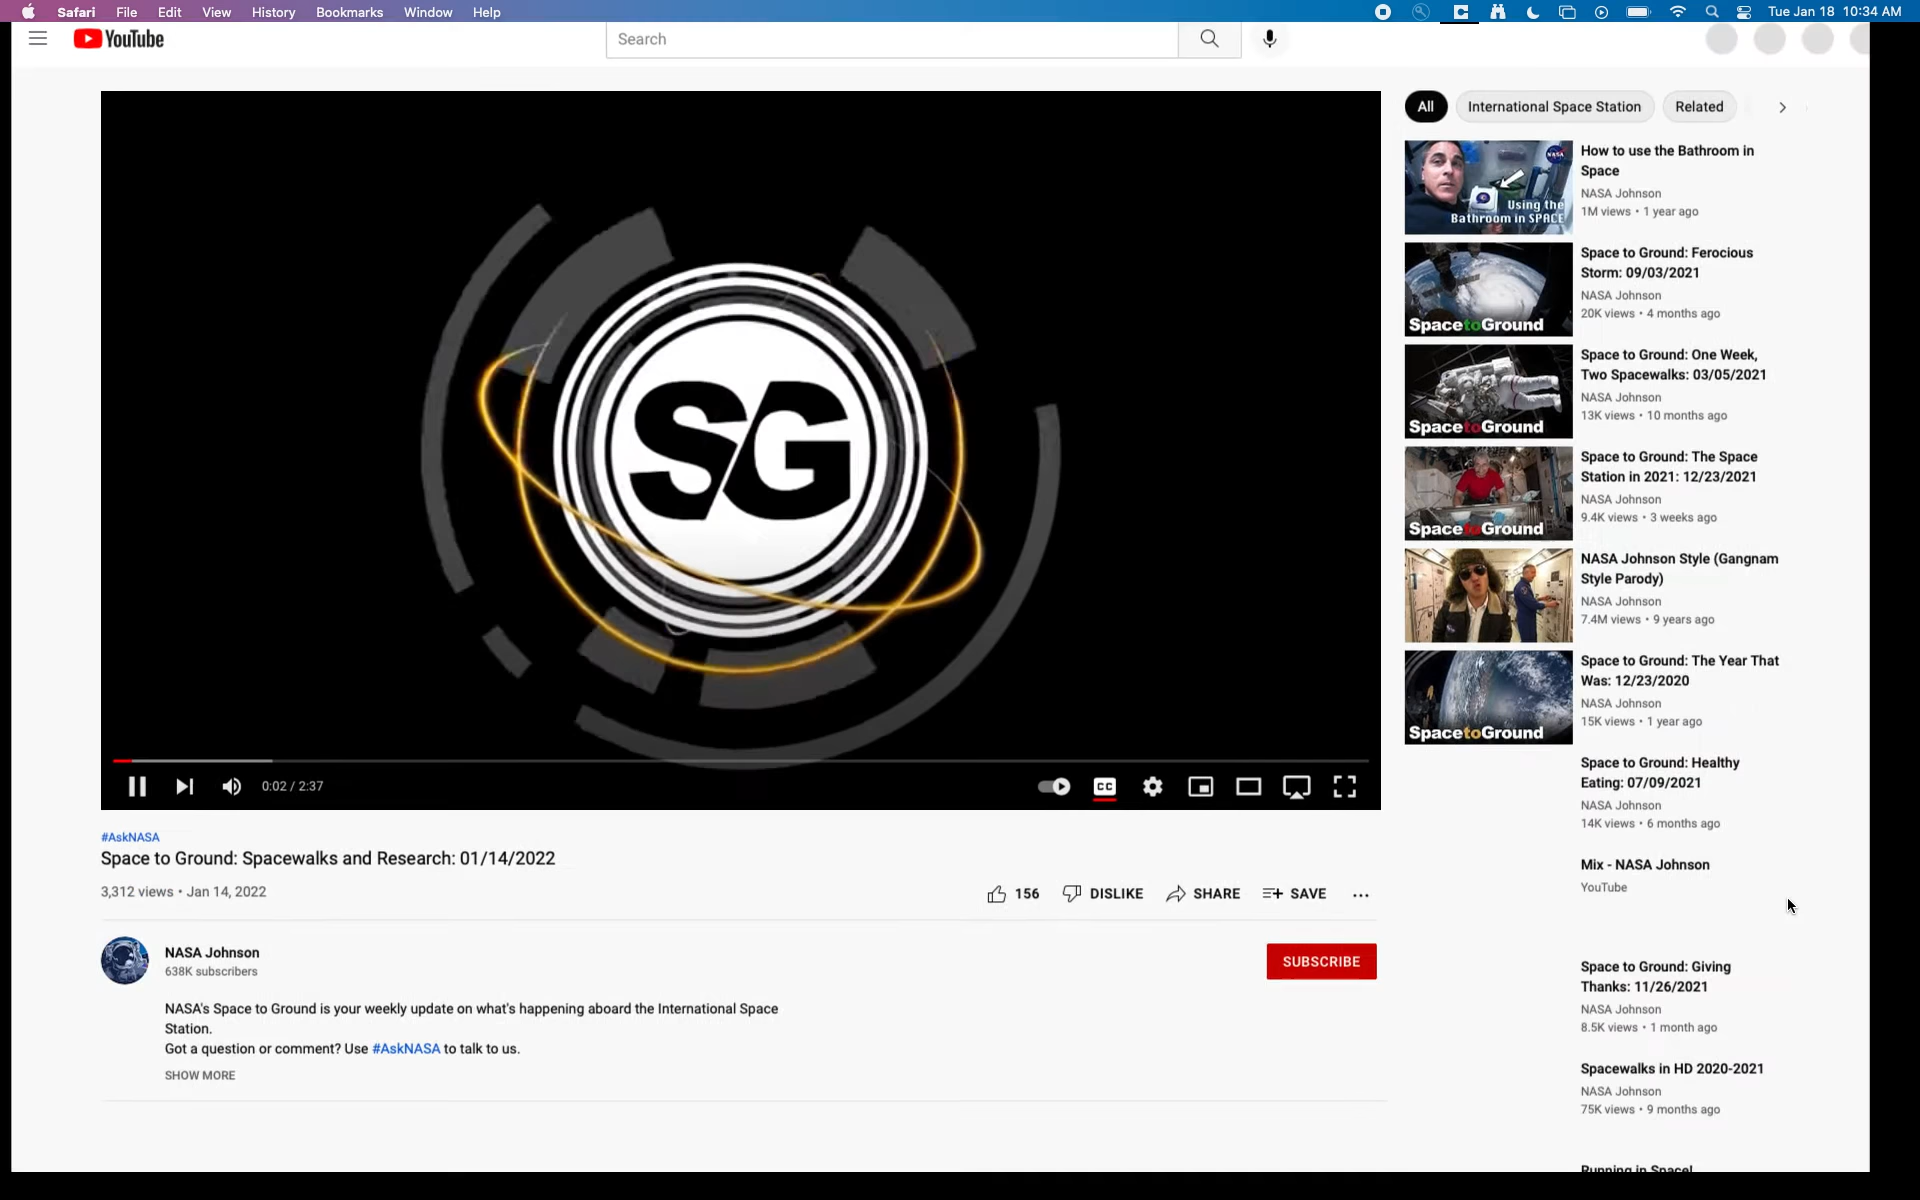 Safari File Edit View History Bookmarks Window Help
Tue Jan 18 10:34 AM
YouTube
Search
SG
0:02 / 2:37
CC
#AskNASA
Space to Ground: Spacewalks and Research: 01/14/2022
3,312 views • Jan 14, 2022
156 DISLIKE SHARE SAVE
NASA Johnson
638K subscribers
SUBSCRIBE
NASA's Space to Ground is your weekly update on what's happening aboard the International Space
Station.
Got a question or comment? Use #AskNASA to talk to us.
SHOW MORE
All International Space Station Related
NASA
Using the
Bathroom in SPACE
How to use the Bathroom in
Space
NASA Johnson
1M views • 1 year ago
SpacetoGround
Space to Ground: Ferocious
Storm: 09/03/2021
NASA Johnson
20K views • 4 months ago
SpacetoGround
Space to Ground: One Week,
Two Spacewalks: 03/05/2021
NASA Johnson
13K views • 10 months ago
SpacetoGround
Space to Ground: The Space
Station in 2021: 12/23/2021
NASA Johnson
9.4K views • 3 weeks ago
SpacetoGround
NASA Johnson Style (Gangnam
Style Parody)
NASA Johnson
7.4M views • 9 years ago
Space to Ground: The Year That
Was: 12/23/2020
NASA Johnson
15K views • 1 year ago
SpacetoGround
Space to Ground: Healthy
Eating: 07/09/2021
NASA Johnson
14K views • 6 months ago
Mix - NASA Johnson
YouTube
Space to Ground: Giving
Thanks: 11/26/2021
NASA Johnson
8.5K views • 1 month ago
Spacewalks in HD 2020-2021
NASA Johnson
75K views • 9 months ago
Running in Space!